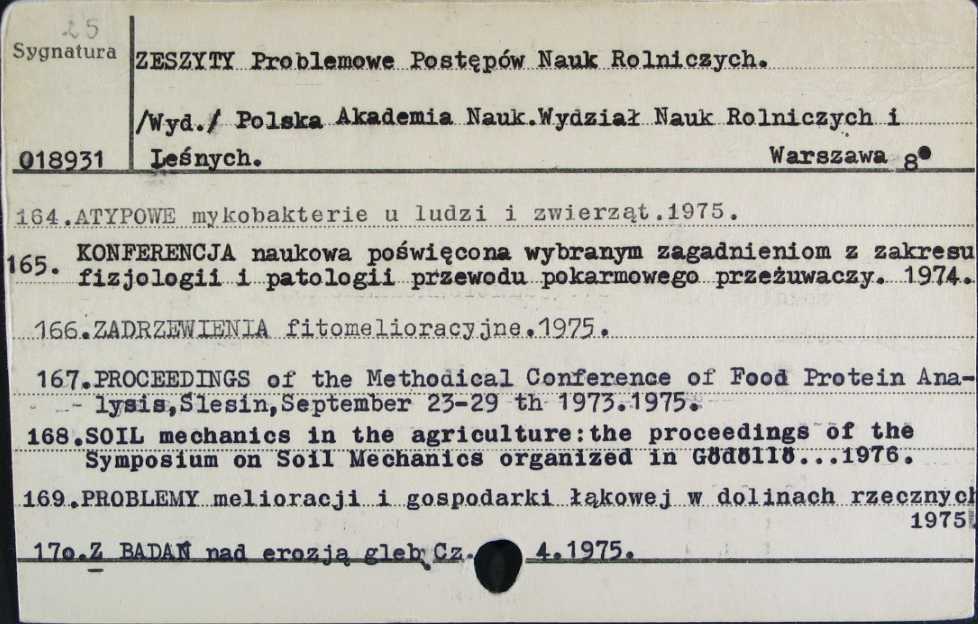 25
Sygnatura
ZESZYTY Problemowe Postępów Nauk Rolniczych.
/Wyd./ Polska Akademia Nauk.Wydział Nauk Rolniczych i
018931 Leśnych. Warszawa 8°
164.ATYPOWE mykobakterie u ludzi i zwierząt.1975.
165. KONFERENCJA naukowa poświęcona wybranym zagadnieniom z zakresu
fizjologii i patologii przewodu pokarmowego przeżuwaczy. 1974.
166.ZADRZEWIENIA fitomelioracyjne.1975.
167.PROCEEDINGS of the Methodical Conference of Food Protein Ana-
lysis,Ślesin,September 23-29 th 1973.1975.
168.SOIL mechanics in the agriculture:the proceedings of the
Symposium on Soil Mechanics organized in Gödöllö...1976.
169.PROBLEMY melioracji i gospodarki łąkowej w dolinach rzecznych
1975.
170.Z BADAŃ nad erozją gleb Cz. 4.1975.